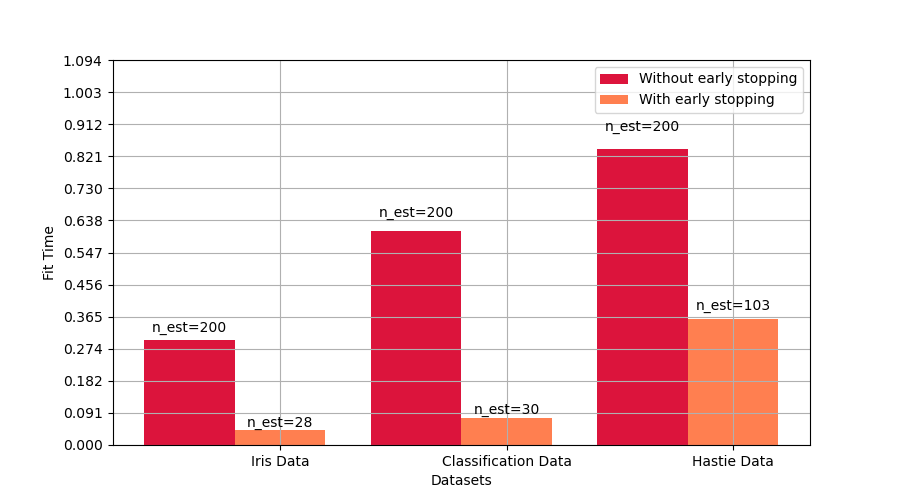 1.094
1.003
0.912
0.821
0.730
0.638
0.547
0.456
0.365
0.274
0.182
0.091
0.000
Fit Time
Without early stopping
With early stopping
n_est=200
n_est=200
n_est=103
n_est=200
n_est=28
n_est=30
Iris Data
Classification Data
Hastie Data
Datasets